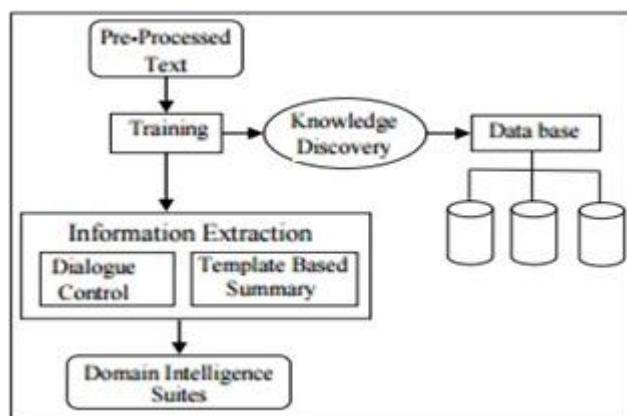 Pre-Processed
Text
Training
Knowledge
Discovery
Data base
Information Extraction
Dialogue
Control
Template Based
Summary
Domain Intelligence
Suites